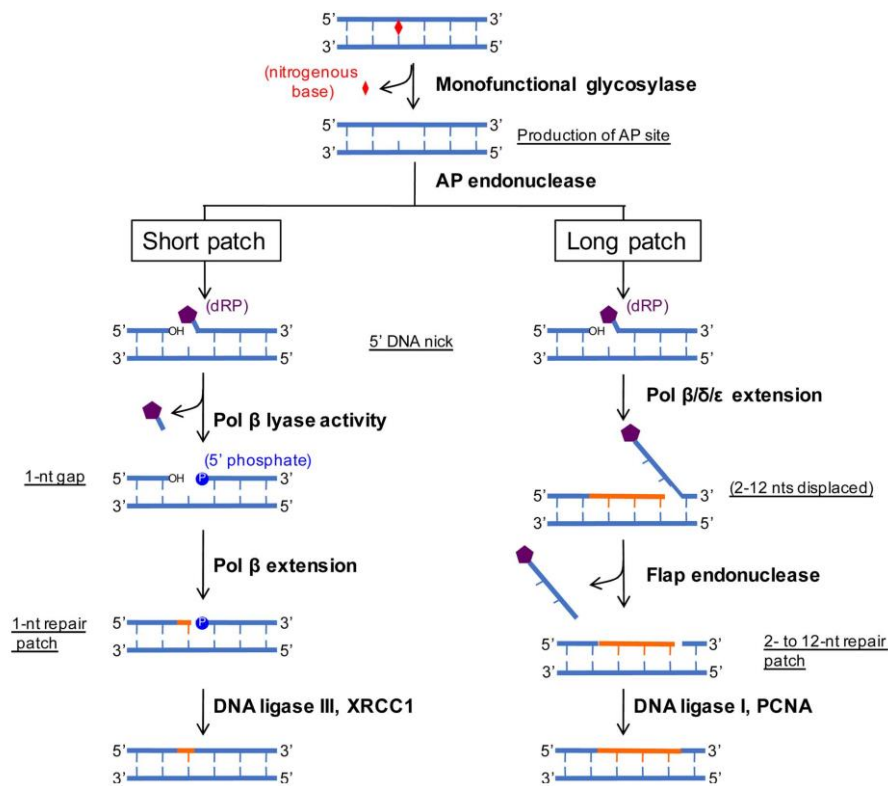 5’ 3’
3’ 5’
(nitrogenous
base)
Monofunctional glycosylase
5’ 3’
3’ 5’
Production of AP site
AP endonuclease
Short patch
Long patch
(dRP)
5’ OH 3’
3’ 5’
5’ DNA nick
(dRP)
5’ OH 3’
3’ 5’
Pol β lyase activity
Pol β/δ/ε extension
1-nt gap
(5’ phosphate)
5’ OH P 3’
3’ 5’
5’ 3’
3’ 5’
(2-12 nts displaced)
Pol β extension
Flap endonuclease
1-nt repair
patch
5’ P 3’
3’ 5’
5’ 3’
3’ 5’
2- to 12-nt repair
patch
DNA ligase III, XRCC1
DNA ligase I, PCNA
5’ 3’
3’ 5’
5’ 3’
3’ 5’